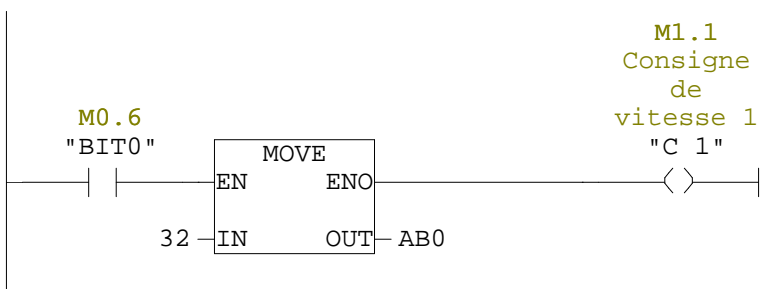 M1.1
Consigne
de
vitesse 1
"C 1"
M0.6
"BIT0"
MOVE
EN ENO
32 IN OUT AB0